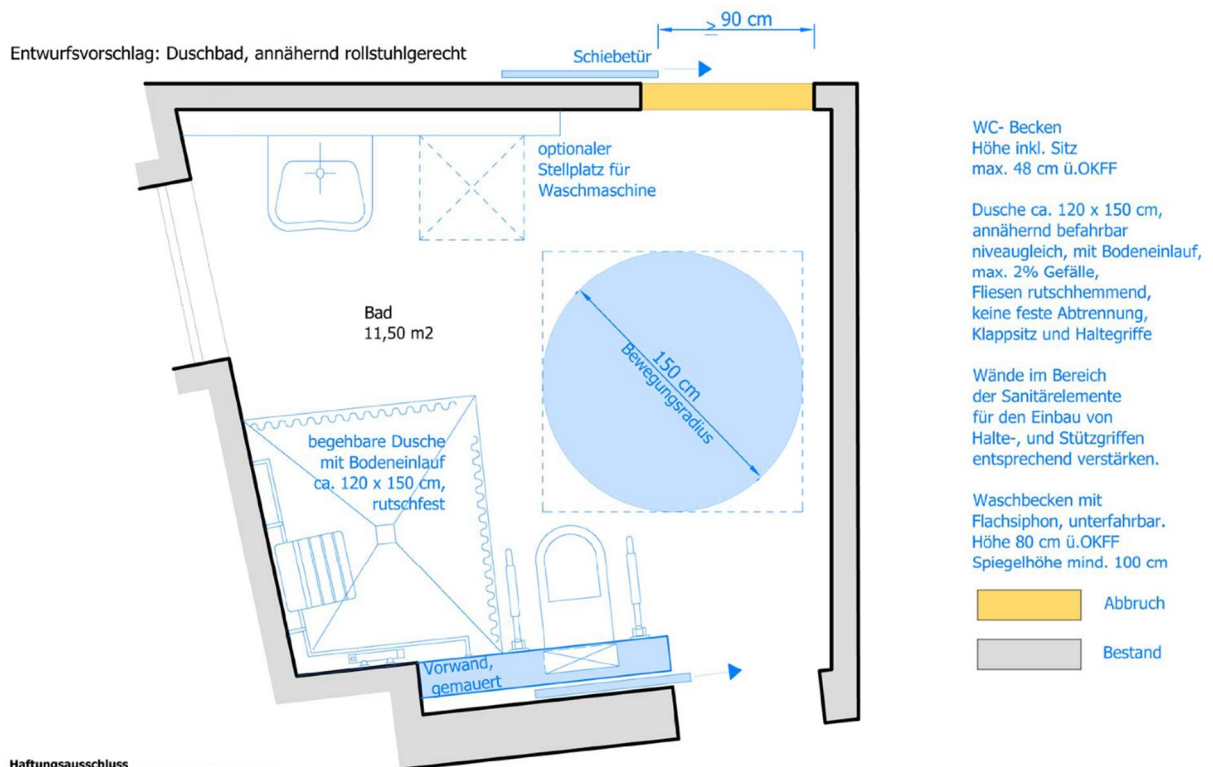 ≥ 90 cm
Entwurfsvorschlag: Duschbad, annähernd rollstuhlgerecht
Schiebetür
optionaler
Stellplatz für
Waschmaschine
Bad
11,50 m2
150 cm
Bewegungsradius
begehbare Dusche
mit Bodeneinlauf
ca. 120 x 150 cm,
rutschfest
Vorwand,
gemauert
WC- Becken
Höhe inkl. Sitz
max. 48 cm ü.OKFF
Dusche ca. 120 x 150 cm,
annähernd befahrbar
niveaugleich, mit Bodeneinlauf,
max. 2% Gefälle,
Fliesen rutschhemmend,
keine feste Abtrennung,
Klappsitz und Haltegriffe
Wände im Bereich
der Sanitärelemente
für den Einbau von
Halte-, und Stützgriffen
entsprechend verstärken.
Waschbecken mit
Flachsiphon, unterfahrbar.
Höhe 80 cm ü.OKFF
Spiegelhöhe mind. 100 cm
Abbruch
Bestand
Haftungsausschluss